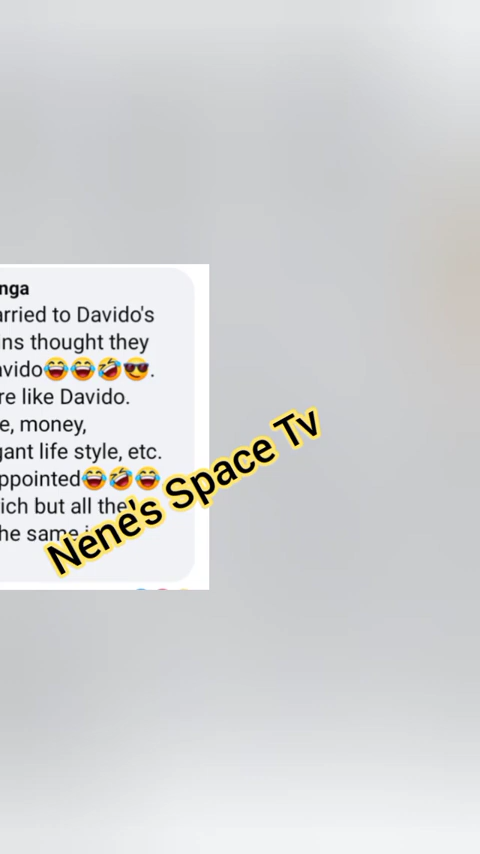 nga
arried to Davido's
ins thought they
avido😂😂🤣😎.
re like Davido.
e, money,
gant life style, etc.
ppointed😂🤣😂
ich but all the
he same
Nene's Space Tv